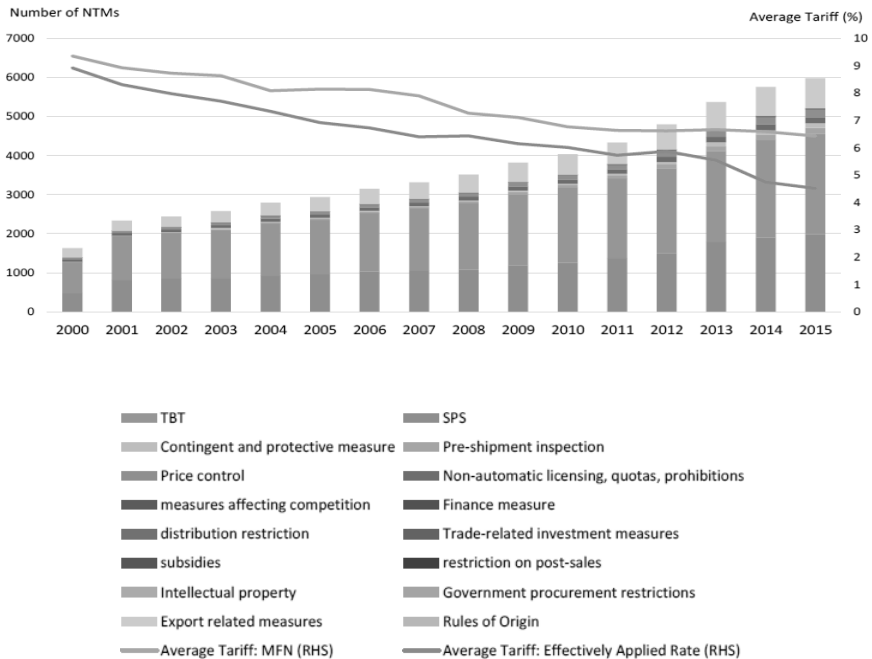 Number of NTMs
Average Tariff (%)
7000
6000
5000
4000
3000
2000
1000
0
10
9
8
7
6
5
4
3
2
1
0
2000 2001 2002 2003 2004 2005 2006 2007 2008 2009 2010 2011 2012 2013 2014 2015
TBT SPS
Contingent and protective measure Pre-shipment inspection
Price control Non-automatic licensing, quotas, prohibitions
measures affecting competition Finance measure
distribution restriction Trade-related investment measures
subsidies restriction on post-sales
Intellectual property Government procurement restrictions
Export related measures Rules of Origin
Average Tariff: MFN (RHS) Average Tariff: Effectively Applied Rate (RHS)